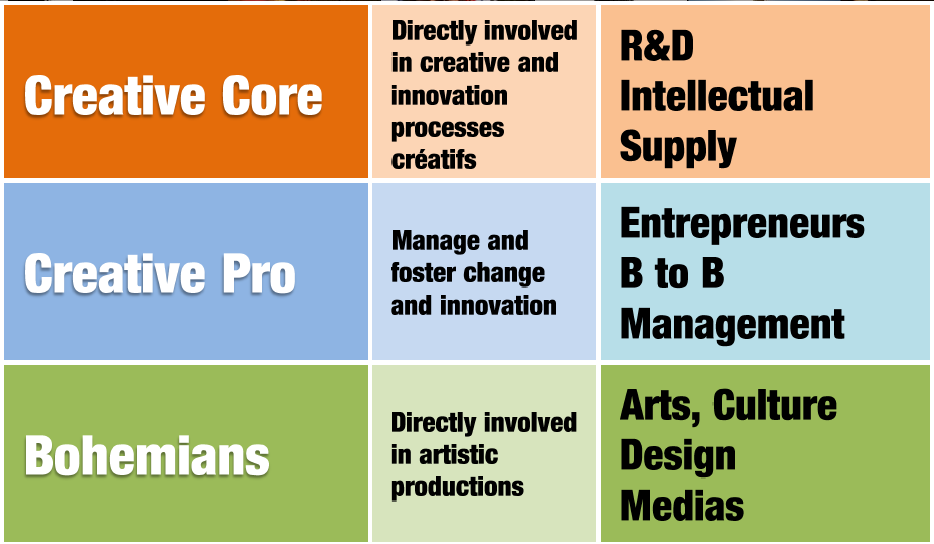 Creative Core
Directly involved
in creative and
innovation
processes
créatifs
R&D
Intellectual
Supply
Creative Pro
Manage and
foster change
and innovation
Entrepreneurs
B to B
Management
Bohemians
Directly involved
in artistic
productions
Arts, Culture
Design
Medias